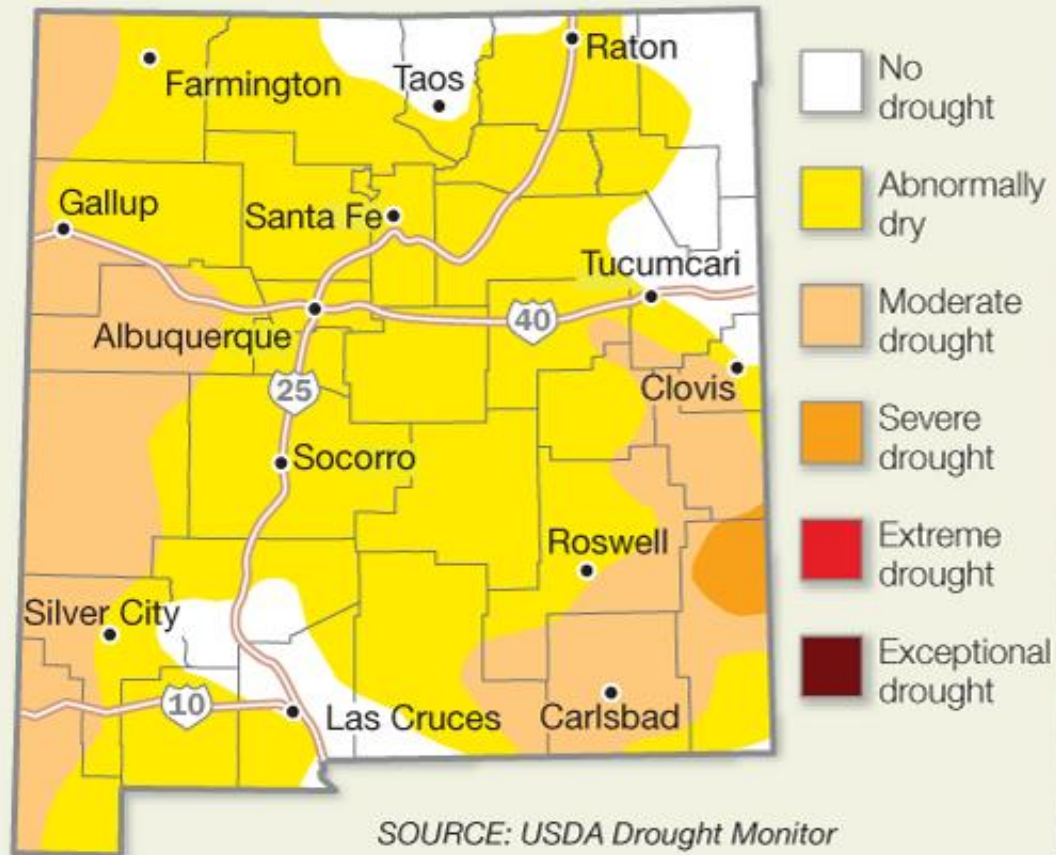 Raton
Farmington
Taos
Gallup
Santa Fe
Tucumcari
Albuquerque
40
25
Clovis
Socorro
Roswell
Silver City
10
Las Cruces
Carlsbad
No
drought
Abnormally
dry
Moderate
drought
Severe
drought
Extreme
drought
Exceptional
drought
SOURCE: USDA Drought Monitor